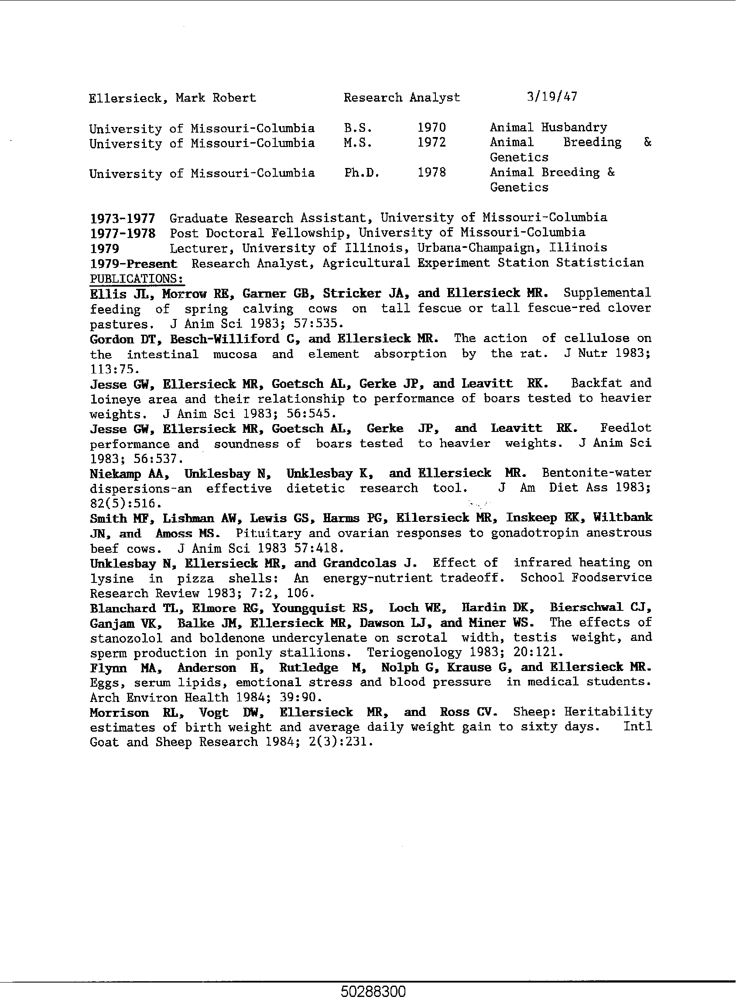 Ellersieck, Mark Robert Research Analyst 3/19/47
University of Missouri-Columbia B.S. 1970 Animal Husbandry
University of Missouri-Columbia M.S. 1972 Animal Breeding &
Genetics
University of Missouri-Columbia Ph.D. 1978 Animal Breeding &
Genetics
1973-1977 Graduate Research Assistant, University of Missouri-Columbia
1977-1978 Post Doctoral Fellowship, University of Missouri-Columbia
1979 Lecturer, University of Illinois, Urbana-Champaign, Illinois
1979-Present Research Analyst, Agricultural Experiment Station Statistician
PUBLICATIONS:
Ellis JL, Morrow RE, Garner GB, Stricker JA, and Ellersieck MR. Supplemental
feeding of spring calving cows on tall fescue or tall fescue-red clover
pastures. J Anim Sci 1983; 57:535.
Gordon DT, Besch-Williford C, and Ellersieck MR. The action of cellulose on
the intestinal mucosa and element absorption by the rat. J Nutr 1983;
113:75.
Jesse GW, Ellersieck MR, Goetsch AL, Gerke JP, and Leavitt RK. Backfat and
loineye area and their relationship to performance of boars tested to heavier
weights. J Anim Sci 1983; 56:545.
Jesse GW, Ellersieck MR, Goetsch AL, Gerke JP, and Leavitt RK. Feedlot
performance and soundness of boars tested to heavier weights. J Anim Sci
1983; 56:537.
Niekamp AA, Unklesbay N, Unklesbay K, and Ellersieck MR. Bentonite-water
dispersions-an effective dietetic research tool. J Am Diet Ass 1983;
82(5):516.
Smith MF, Lishman AW, Lewis GS, Harms PG, Ellersieck MR, Inskeep EK, Wiltbank
JN, and Amoss MS. Pituitary and ovarian responses to gonadotropin anestrous
beef cows. J Anim Sci 1983 57:418.
Unklesbay N, Ellersieck MR, and Grandcolas J. Effect of infrared heating on
lysine in pizza shells: An energy-nutrient tradeoff. School Foodservice
Research Review 1983; 7:2, 106.
Blanchard TL, Elmore RG, Youngquist RS, Loch WE, Hardin DK, Bierschwal CJ,
Ganjam VK, Balke JM, Ellersieck MR, Dawson LJ, and Miner WS. The effects of
stanozolol and boldenone undercylenate on scrotal width, testis weight, and
sperm production in ponly stallions. Teriogenology 1983; 20:121.
Flynn MA, Anderson H, Rutledge M, Nolph G, Krause G, and Ellersieck MR.
Eggs, serum lipids, emotional stress and blood pressure in medical students.
Arch Environ Health 1984; 39:90.
Morrison RL, Vogt DW, Ellersieck MR, and Ross CV. Sheep: Heritability
estimates of birth weight and average daily weight gain to sixty days. Intl
Goat and Sheep Research 1984; 2(3):231.
50288300